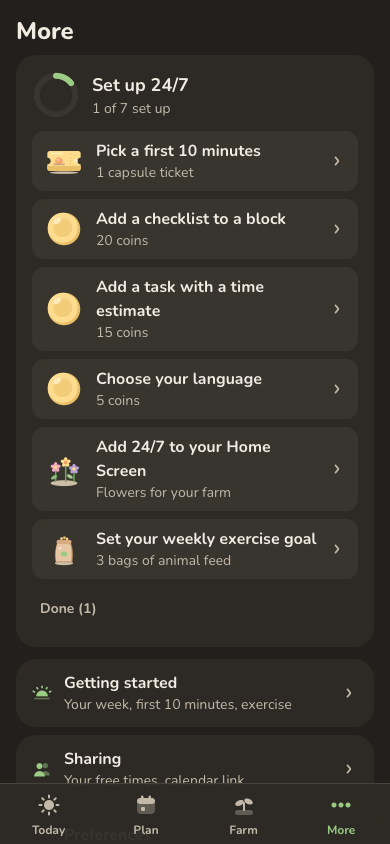 More
Set up 24/7
1 of 7 set up
Pick a first 10 minutes
1 capsule ticket
Add a checklist to a block
20 coins
Add a task with a time
estimate
15 coins
Choose your language
5 coins
Add 24/7 to your Home
Screen
Flowers for your farm
Set your weekly exercise goal
3 bags of animal feed
Done (1)
Getting started
Your week, first 10 minutes, exercise
Sharing
Your free times, calendar link
Preferences
Today
Plan
Farm
More